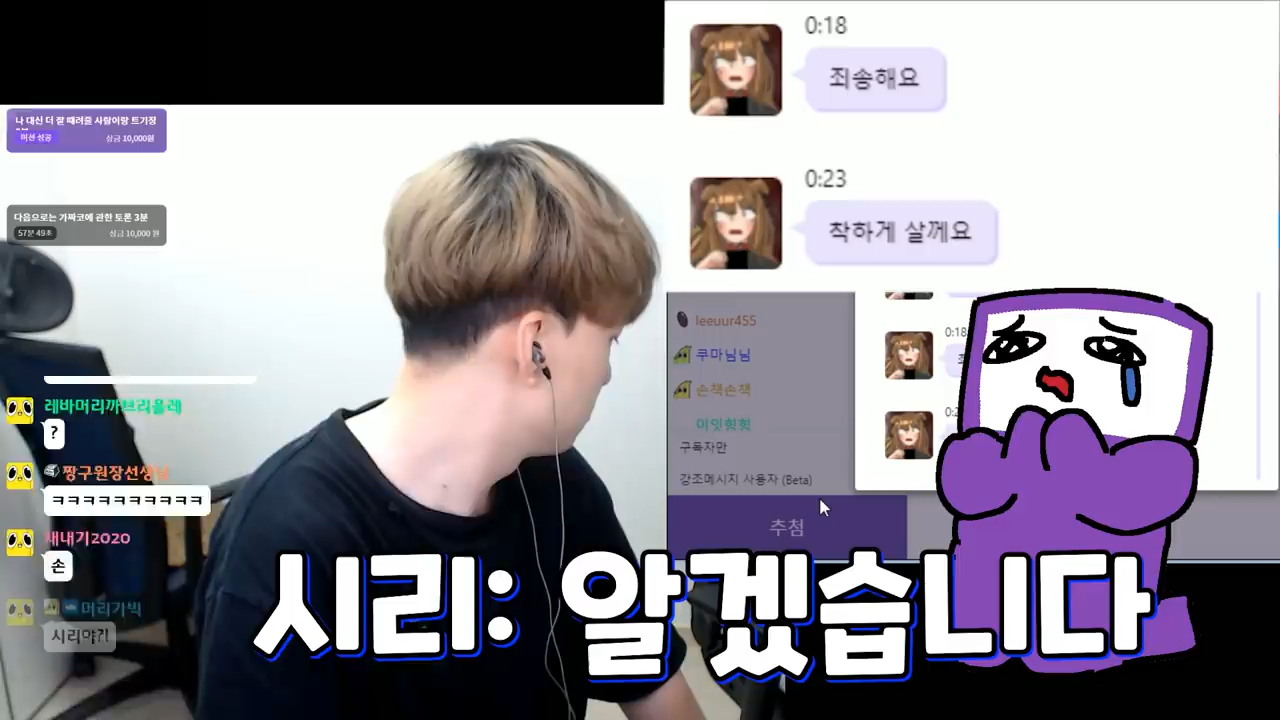 0:18
죄송해요
0:23
착하게 살께요
나 대신 더 잘 때려줄 사람이랑 트기장
미션 성공
상금 10,000원
다음으로는 가짜코에 관한 토론 3분
57분 49초
상금 10,000 원
레바머리까브리올레
?
짱구원장선생님
ㅋㅋㅋㅋㅋㅋㅋㅋㅋㅋ
새내기2020
손
머리가빅
시리야기
leeuur455
쿠마님님
손책손책
이잇힝힝
구독자만
강조메시지 사용자 (Beta)
추첨
0:18
시리: 알겠습니다